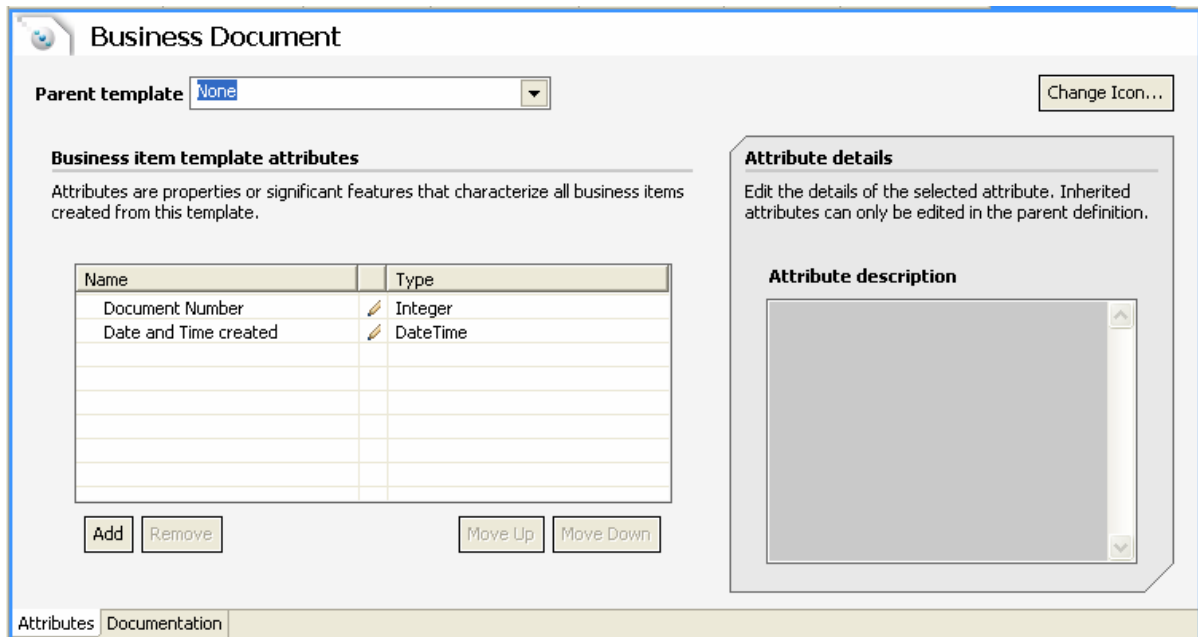 Business Document
Parent template None
Change Icon...
Business item template attributes
Attributes are properties or significant features that characterize all business items
created from this template.
Name Type
Document Number Integer
Date and Time created DateTime
Add Remove Move Up Move Down
Attribute details
Edit the details of the selected attribute. Inherited
attributes can only be edited in the parent definition.
Attribute description
Attributes Documentation